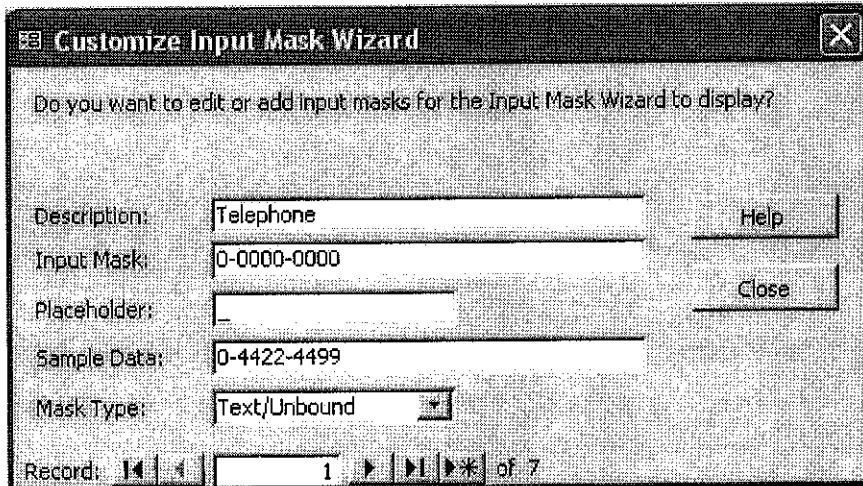 Customize Input Mask Wizard
Do you want to edit or add input masks for the Input Mask Wizard to display?
Description: Telephone
Help
Input Mask: 0-0000-0000
Close
Placeholder: _
Sample Data: 0-4422-4499
Mask Type: Text/Unbound
Record: 1 of 7